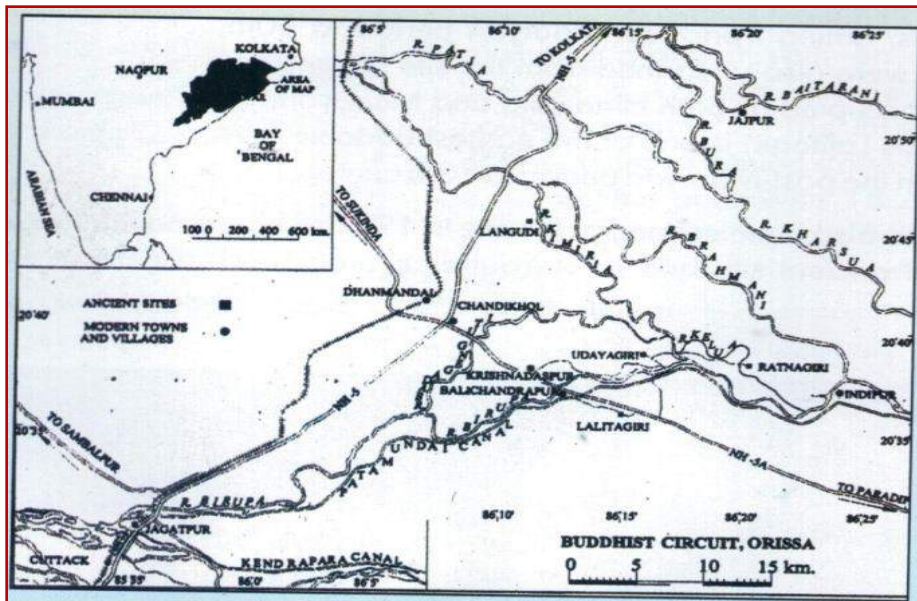 KOLKATA
NAGPUR
AREA
OF MAP
MUMBAI
BAY
OF
BENGAL
ARABIAN SEA
CHENNAI
100 0 200 400 600 km.
ANCIENT SITES
MODERN TOWNS
AND VILLAGES
86°5'
R. PATIA
TO KOLKATA
NH-5
86°15'
86°20'
86°25'
R. BAITARANI
JAJPUR
R. BURA
20°50'
TO SUKINDA
LANGUDI
R. KIMIRIA
R. BRAHMANI
R. KHARSUA
20°45'
DHANMANDAL
CHANDIKHOL
20°40'
20°40'
R. KELUA
UDAYAGIRI
RATNAGIRI
KRISHNADASPUR
BALICHANDRAPUR
INDIPUR
LALITAGIRI
NH-5
20°35'
20°35'
TO SAMBALPUR
R. BIRUPA
PATAMUNDAI CANAL
NH-5A
TO PARADIP
R. BIRUPA
JAGATPUR
CUTTACK
KENDRAPARA CANAL
85°35'
86°0'
86°5'
86°10'
86°15'
86°20'
86°25'
BUDDHIST CIRCUIT, ORISSA
0 5 10 15 km.